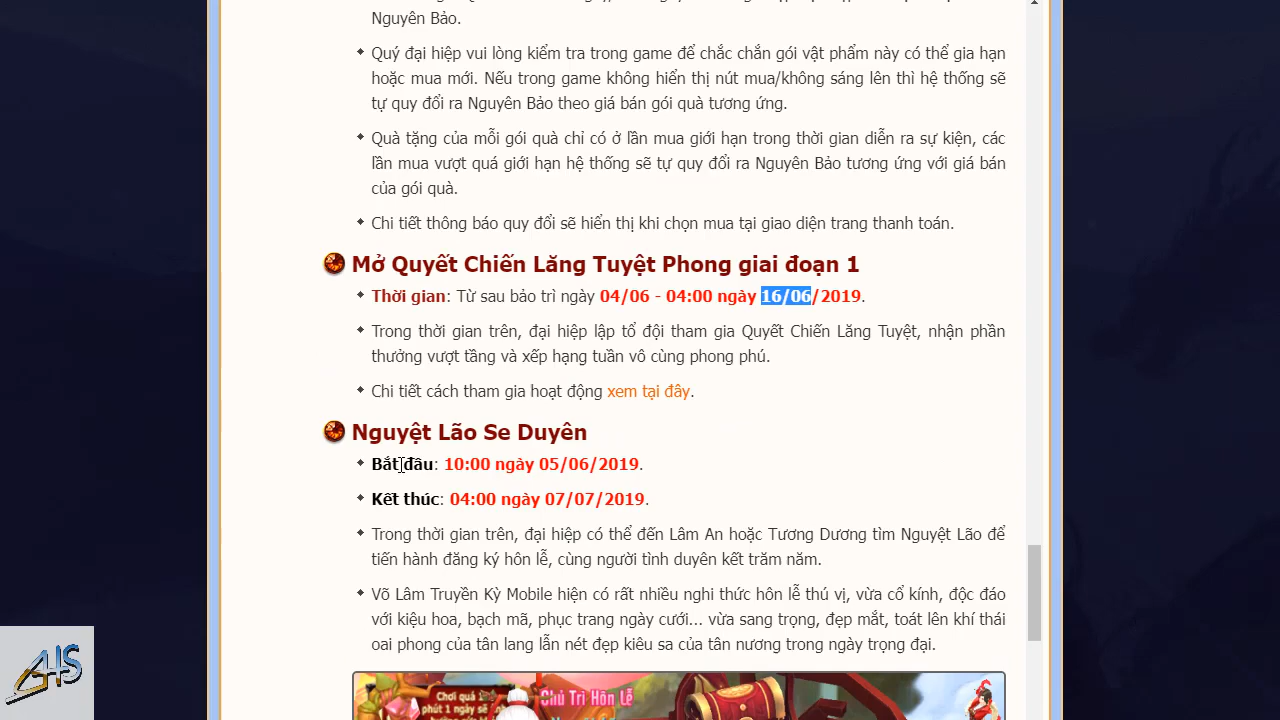 Nguyên Bảo.
Quý đại hiệp vui lòng kiểm tra trong game để chắc chắn gói vật phẩm này có thể gia hạn
hoặc mua mới. Nếu trong game không hiển thị nút mua/không sáng lên thì hệ thống sẽ
tự quy đổi ra Nguyên Bảo theo giá bán gói quà tương ứng.
Quà tặng của mỗi gói quà chỉ có ở lần mua giới hạn trong thời gian diễn ra sự kiện, các
lần mua vượt quá giới hạn hệ thống sẽ tự quy đổi ra Nguyên Bảo tương ứng với giá bán
của gói quà.
Chi tiết thông báo quy đổi sẽ hiển thị khi chọn mua tại giao diện trang thanh toán.
Mở Quyết Chiến Lăng Tuyệt Phong giai đoạn 1
Thời gian: Từ sau bảo trì ngày 04/06 - 04:00 ngày 16/06/2019.
Trong thời gian trên, đại hiệp lập tổ đội tham gia Quyết Chiến Lăng Tuyệt, nhận phần
thưởng vượt tầng và xếp hạng tuần vô cùng phong phú.
Chi tiết cách tham gia hoạt động xem tại đây.
Nguyệt Lão Se Duyên
Bắt đầu: 10:00 ngày 05/06/2019.
Kết thúc: 04:00 ngày 07/07/2019.
Trong thời gian trên, đại hiệp có thể đến Lâm An hoặc Tương Dương tìm Nguyệt Lão để
tiến hành đăng ký hôn lễ, cùng người tình duyên kết trăm năm.
Võ Lâm Truyền Kỳ Mobile hiện có rất nhiều nghi thức hôn lễ thú vị, vừa cổ kính, độc đáo
với kiệu hoa, bạch mã, phục trang ngày cưới... vừa sang trọng, đẹp mắt, toát lên khí thái
oai phong của tân lang lẫn nét đẹp kiêu sa của tân nương trong ngày trọng đại.
Chủ Trì Hôn Lễ
Chơi quá
phút 1 ngày sẽ